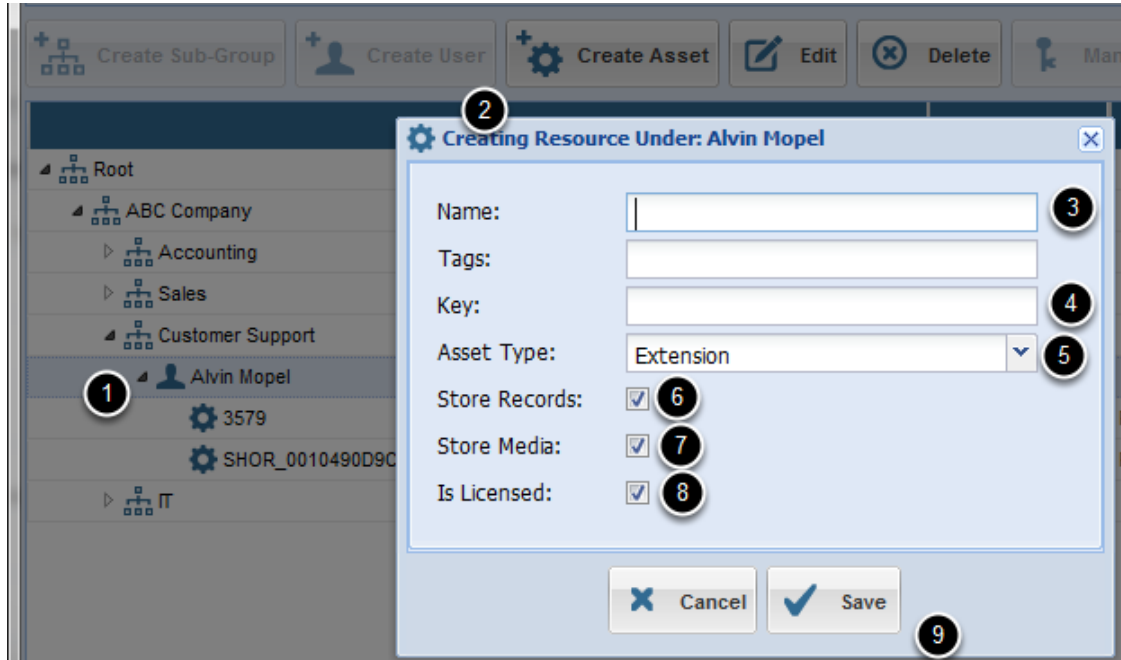 Create Sub-Group Create User Create Asset Edit Delete Man
2
Creating Resource Under: Alvin Mopel
Root
ABC Company
Name: 3
Accounting
Tags:
Sales
Key: 4
Customer Support
Asset Type: Extension 5
1 Alvin Mopel
Store Records: 6
3579
Store Media: 7
SHOR_0010490D9C
Is Licensed: 8
IT
Cancel Save
9